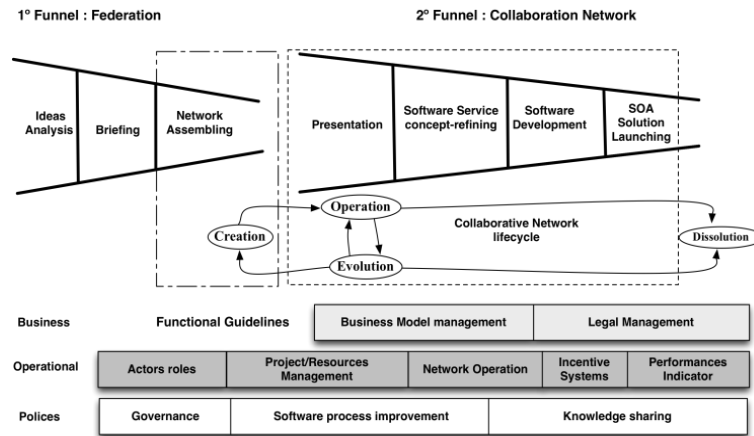 1º Funnel : Federation
2º Funnel : Collaboration Network
Ideas
Analysis
Briefing
Network
Assembling
Presentation
Software Service
concept-refining
Software
Development
SOA
Solution
Launching
Operation
Creation
Collaborative Network
lifecycle
Dissolution
Evolution
Business
Functional Guidelines
Business Model management
Legal Management
Operational
Actors roles
Project/Resources
Management
Network Operation
Incentive
Systems
Performances
Indicator
Polices
Governance
Software process improvement
Knowledge sharing